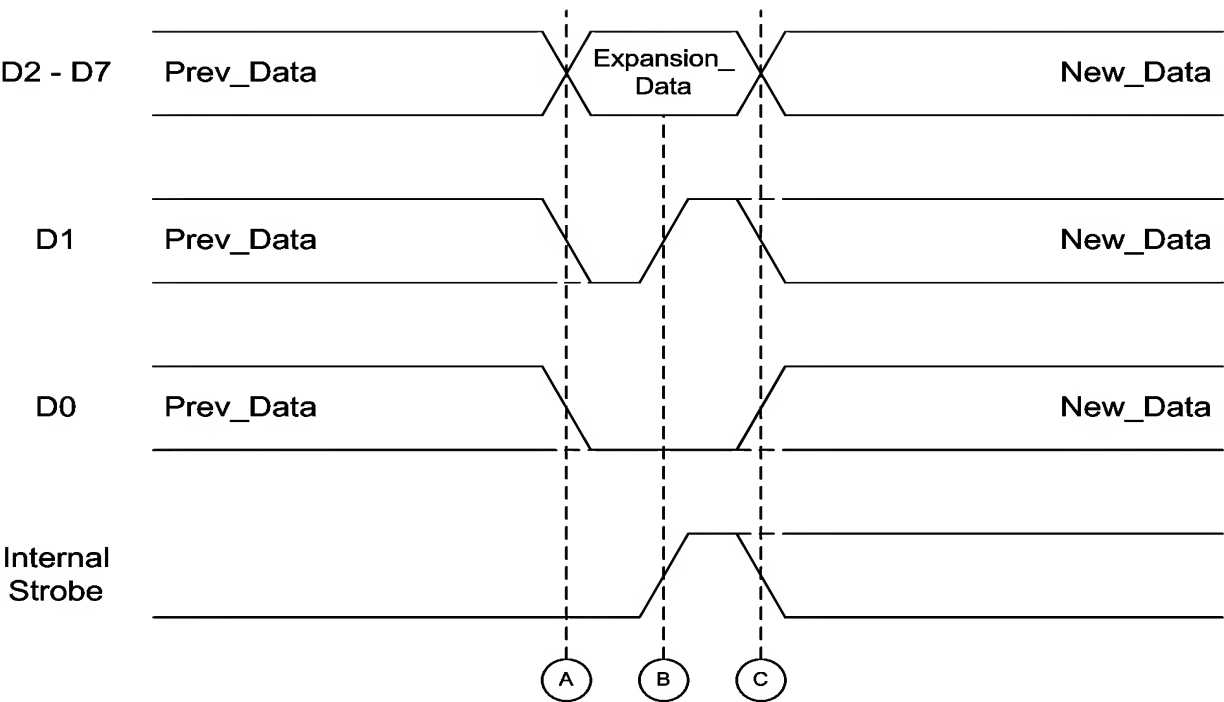 D2 - D7
Prev_Data
Expansion_
Data
New_Data
D1
Prev_Data
New_Data
D0
Prev_Data
New_Data
Internal
Strobe
A
B
C